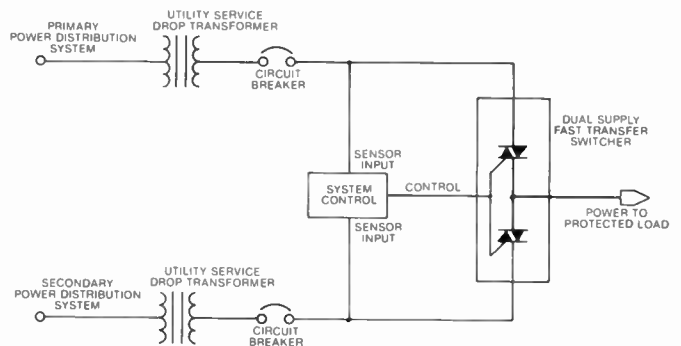 PRIMARY
POWER DISTRIBUTION
SYSTEM
UTILITY SERVICE
DROP TRANSFORMER
CIRCUIT
BREAKER
DUAL SUPPLY
FAST TRANSFER
SWITCHER
SENSOR
INPUT
SYSTEM
CONTROL
CONTROL
SENSOR
INPUT
POWER TO
PROTECTED LOAD
SECONDARY
POWER DISTRIBUTION
SYSTEM
UTILITY SERVICE
DROP TRANSFORMER
CIRCUIT
BREAKER